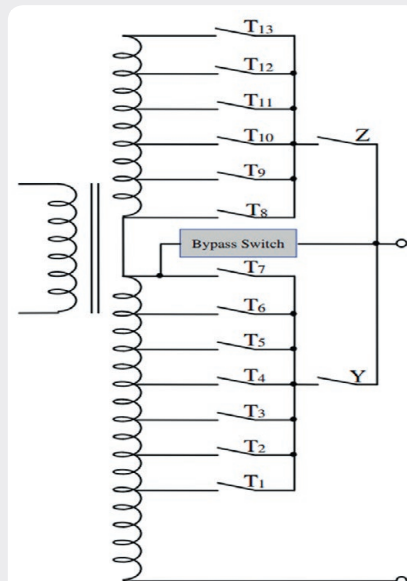 T13
T12
T11
T10
Z
T9
T8
Bypass Switch
T7
T6
T5
T4
Y
T3
T2
T1